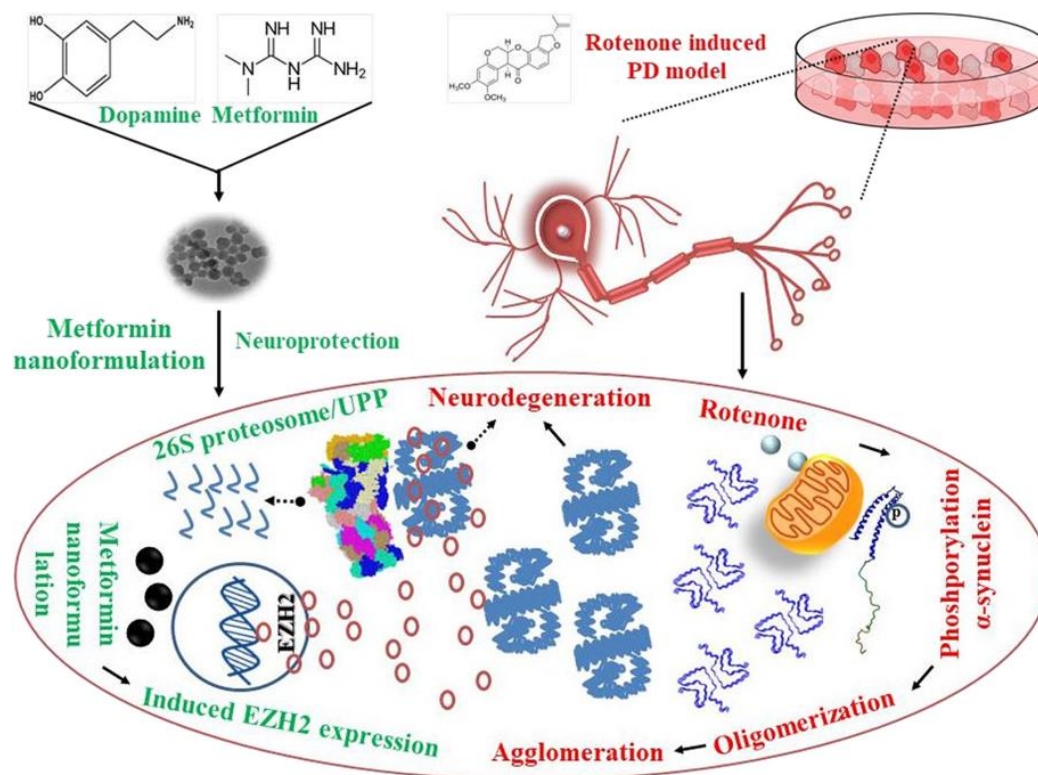 HO
NH₂
HO
NH
NH
N
N
H
NH₂
Dopamine Metformin
O
O
H
H
O
O
H₃CO
OCH₃
Rotenone induced
PD model
Metformin
nanoformulation
Neuroprotection
26S proteosome/UPP
Neurodegeneration
Rotenone
Metformin
nanoformu
lation
EZH2
p
Phoshporylation
α-synuclein
Induced EZH2 expression
Agglomeration
Oligomerization